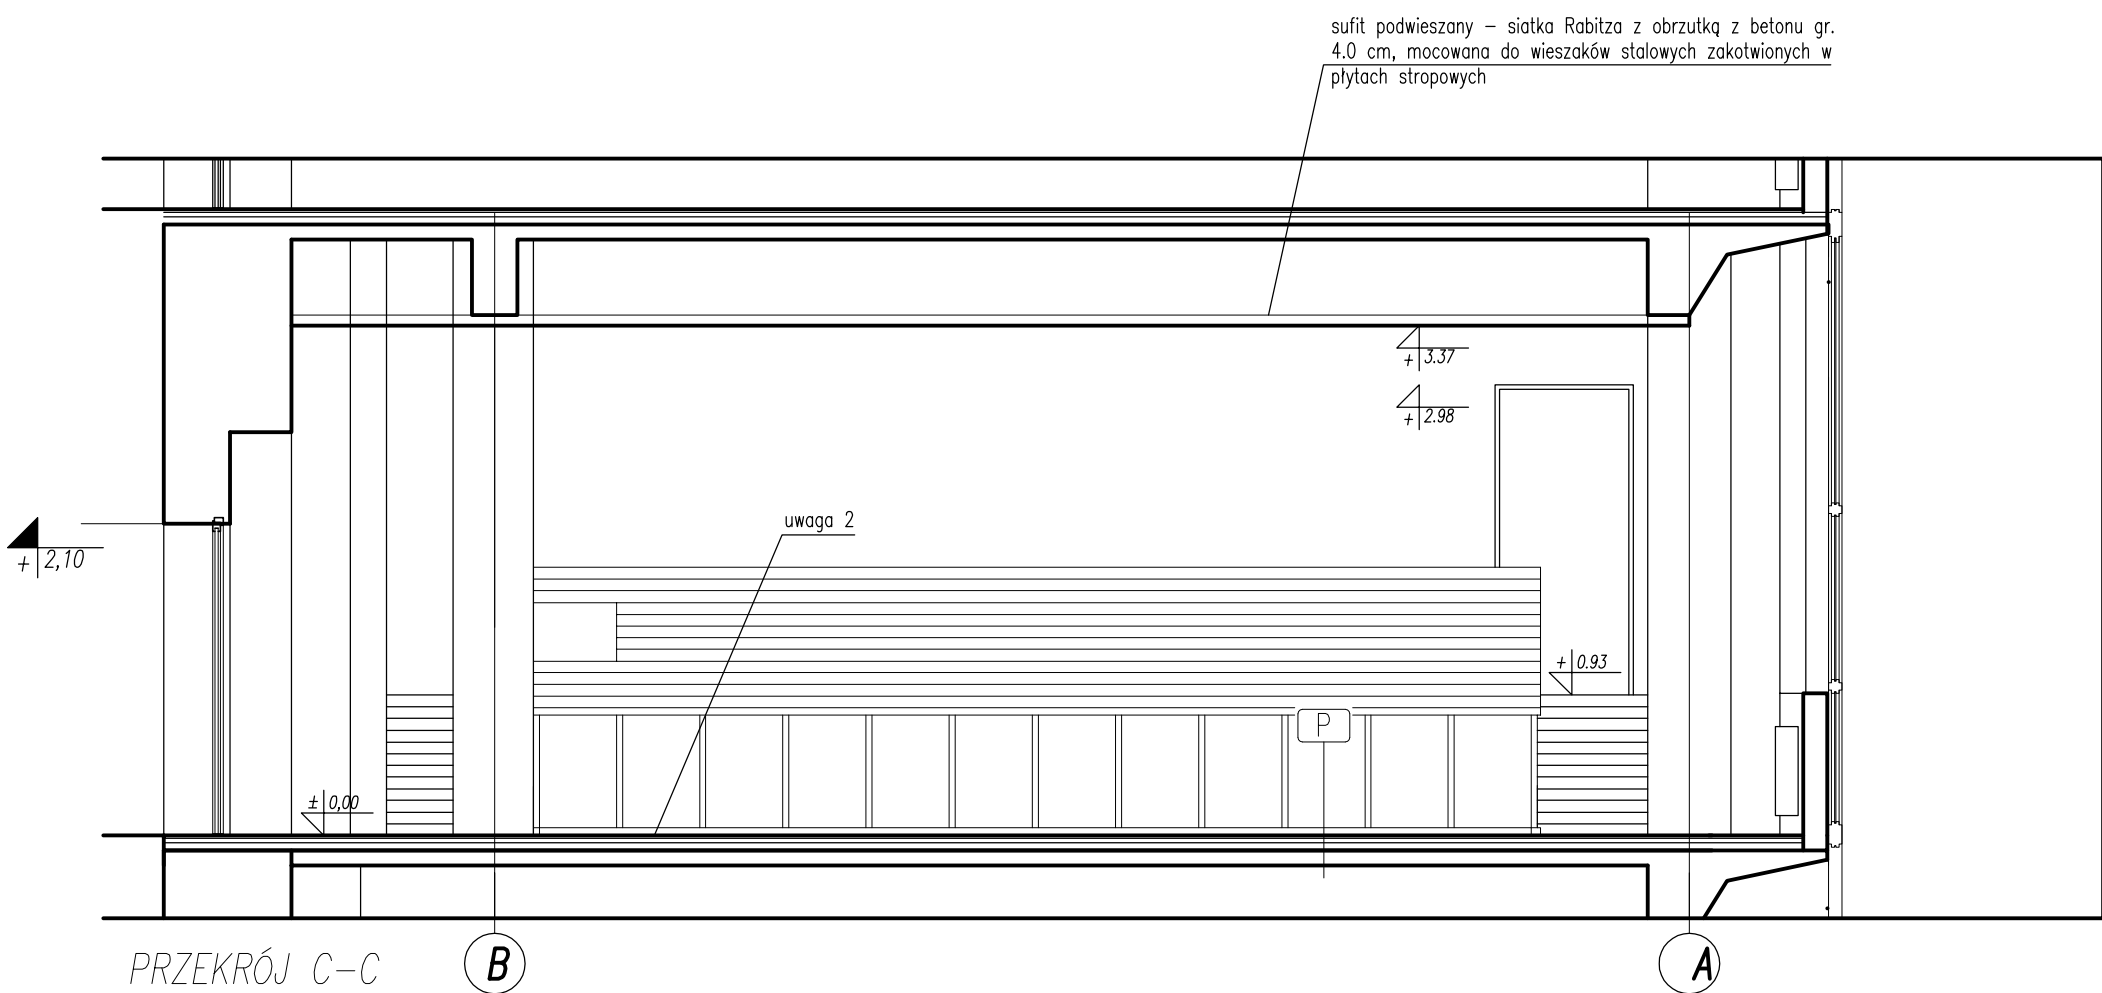 sufit podwieszany – siatka Rabitza z obrzutką z betonu gr.
4.0 cm, mocowana do wieszaków stalowych zakotwionych w
płytach stropowych
+ 3.37
+ 2.98
uwaga 2
+ 2,10
+ 0.93
P
± 0,00
B
A
PRZEKRÓJ C–C